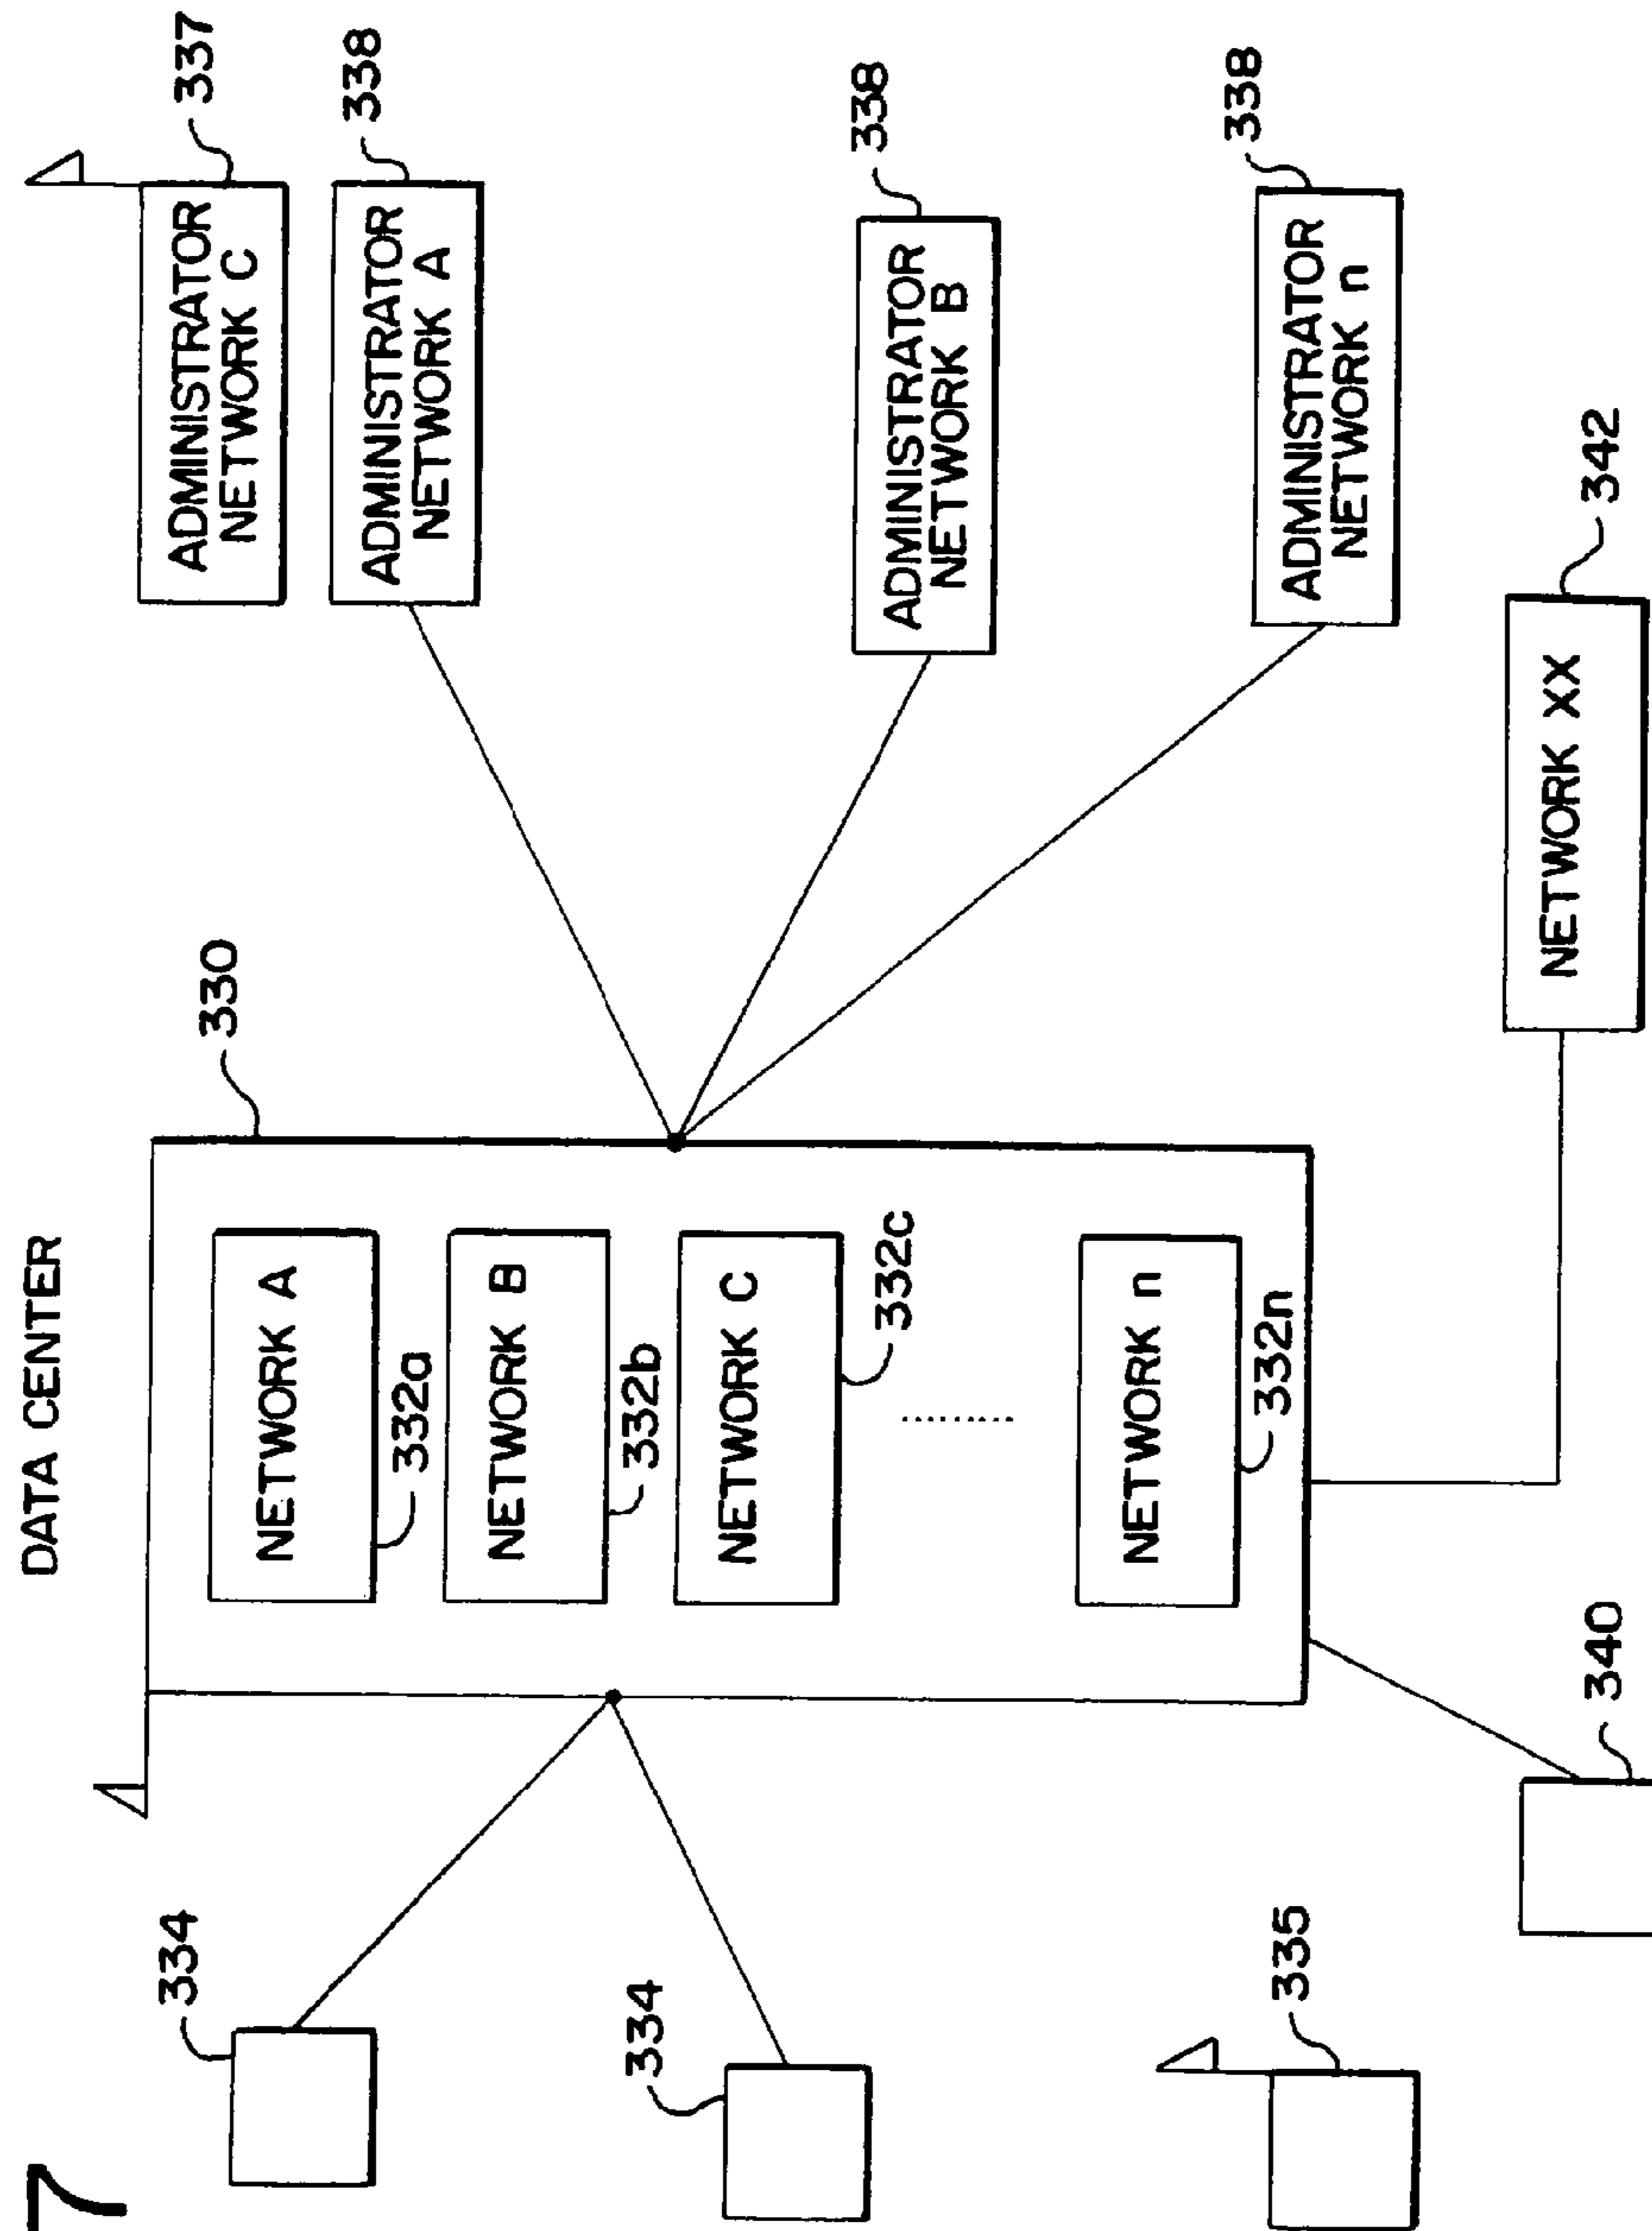 7
DATA CENTER
330
NETWORK A
332a
NETWORK B
332b
NETWORK C
332c
NETWORK n
332n
334
334
335
340
ADMINISTRATOR
NETWORK C
337
ADMINISTRATOR
NETWORK A
338
ADMINISTRATOR
NETWORK B
338
ADMINISTRATOR
NETWORK n
338
NETWORK XX
342